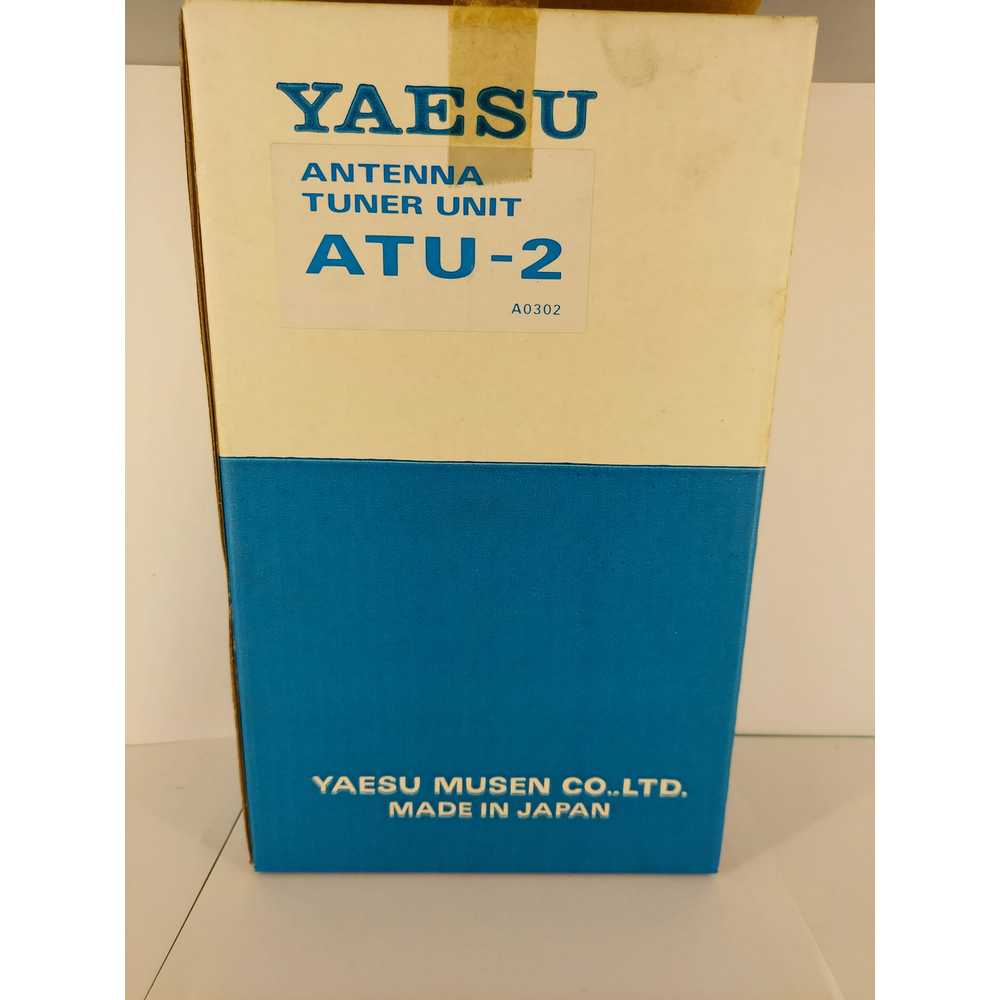 YAESU
ANTENNA
TUNER UNIT
ATU-2
A0302
YAESU MUSEN CO.,LTD.
MADE IN JAPAN